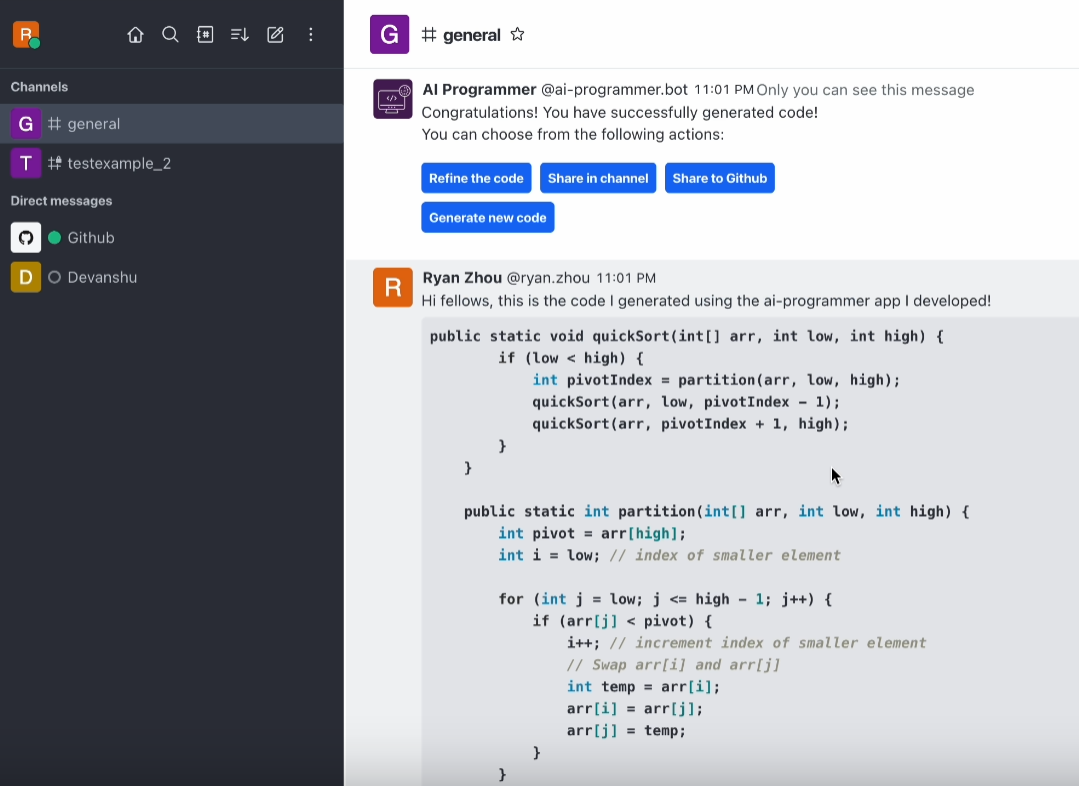 R
Channels
G # general
T # testexample_2
Direct messages
Github
D Devanshu
G # general
AI Programmer @ai-programmer.bot 11:01 PM Only you can see this message
Congratulations! You have successfully generated code!
You can choose from the following actions:
Refine the code Share in channel Share to Github
Generate new code
R Ryan Zhou @ryan.zhou 11:01 PM
Hi fellows, this is the code I generated using the ai-programmer app I developed!
public static void quickSort(int[] arr, int low, int high) {
if (low < high) {
int pivotIndex = partition(arr, low, high);
quickSort(arr, low, pivotIndex - 1);
quickSort(arr, pivotIndex + 1, high);
}
}
public static int partition(int[] arr, int low, int high) {
int pivot = arr[high];
int i = low; // index of smaller element
for (int j = low; j <= high - 1; j++) {
if (arr[j] < pivot) {
i++; // increment index of smaller element
// Swap arr[i] and arr[j]
int temp = arr[i];
arr[i] = arr[j];
arr[j] = temp;
}
}